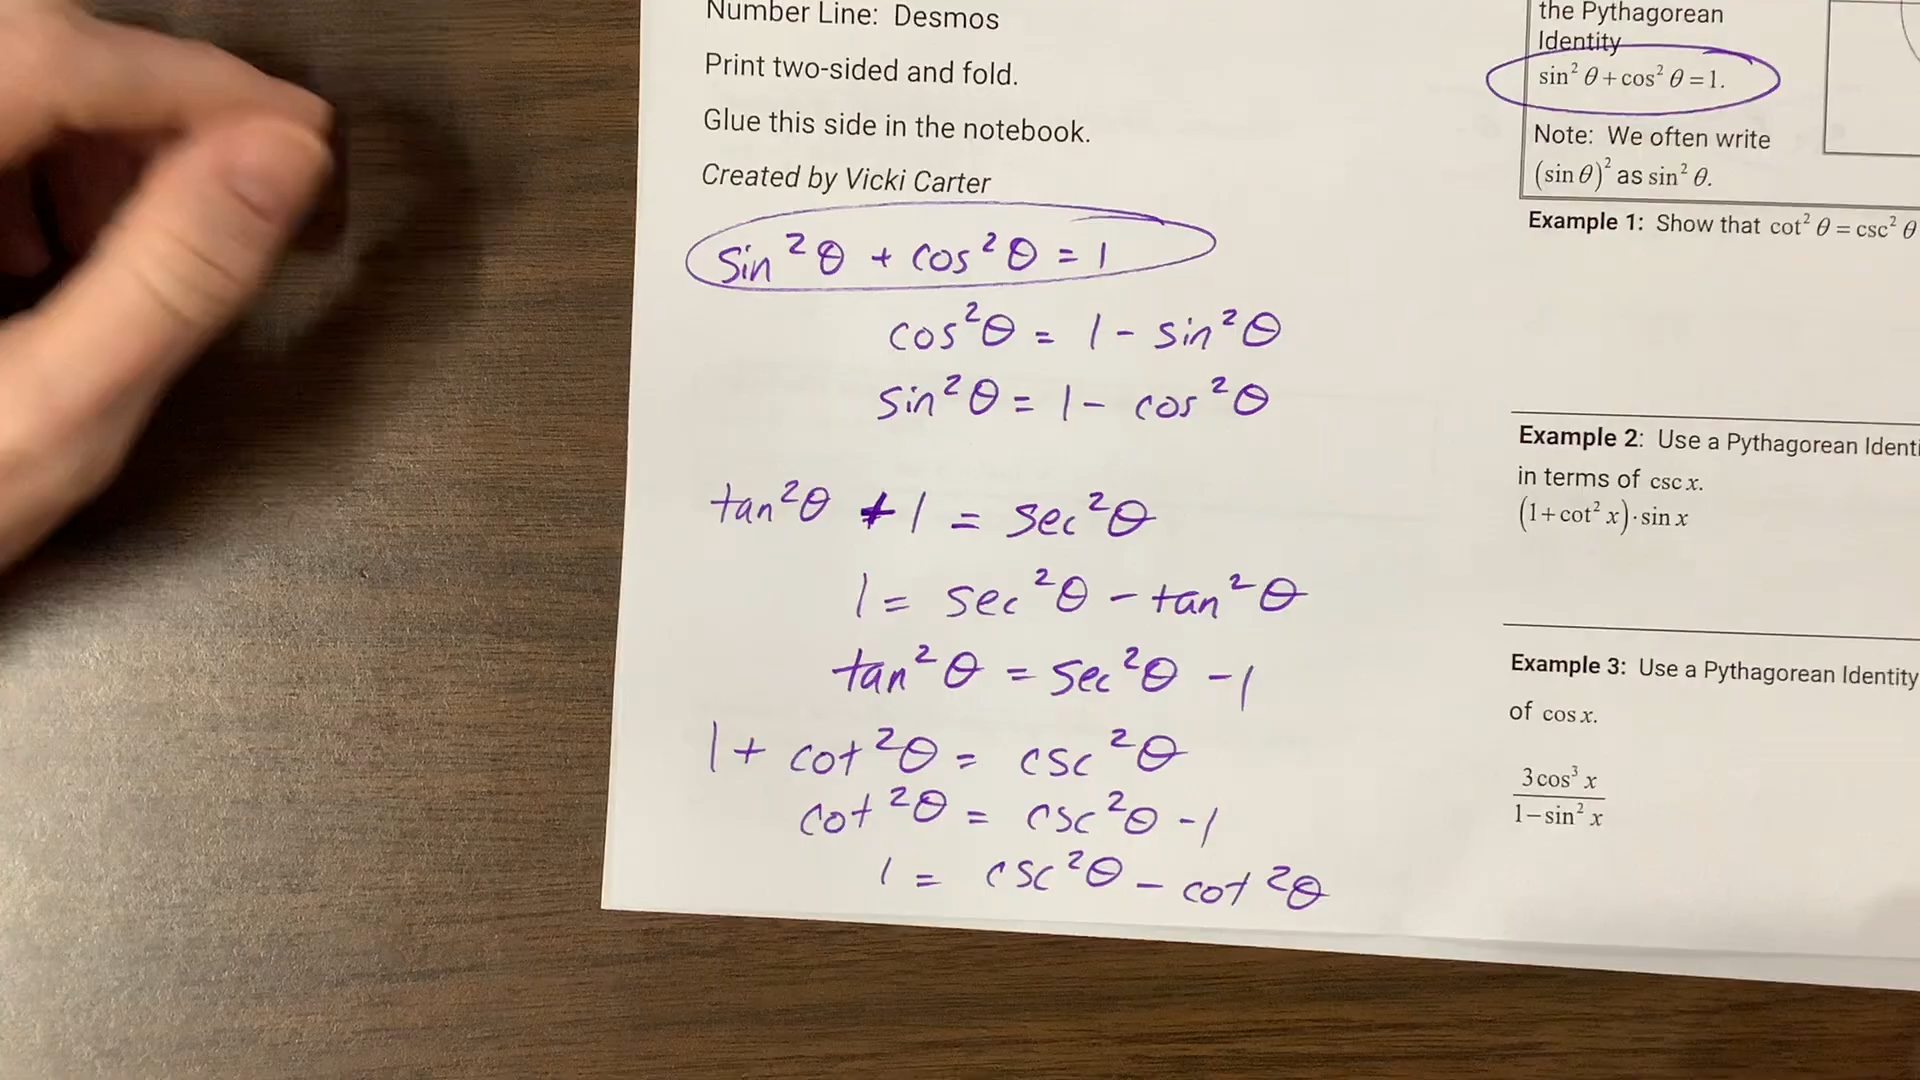 Number Line: Desmos
Print two-sided and fold.
Glue this side in the notebook.
Created by Vicki Carter
sin²θ + cos²θ = 1
cos²θ = 1 - sin²θ
sin²θ = 1 - cos²θ
tan²θ + 1 = sec²θ
1 = sec²θ - tan²θ
tan²θ = sec²θ - 1
1 + cot²θ = csc²θ
cot²θ = csc²θ - 1
1 = csc²θ - cot²θ
the Pythagorean
Identity
sin² θ + cos² θ = 1.
Note: We often write
(sin θ)² as sin² θ.
Example 1: Show that cot² θ = csc² θ
Example 2: Use a Pythagorean Identi
in terms of csc x.
(1 + cot² x) · sin x
Example 3: Use a Pythagorean Identity
of cos x.
3cos³ x
1 − sin² x